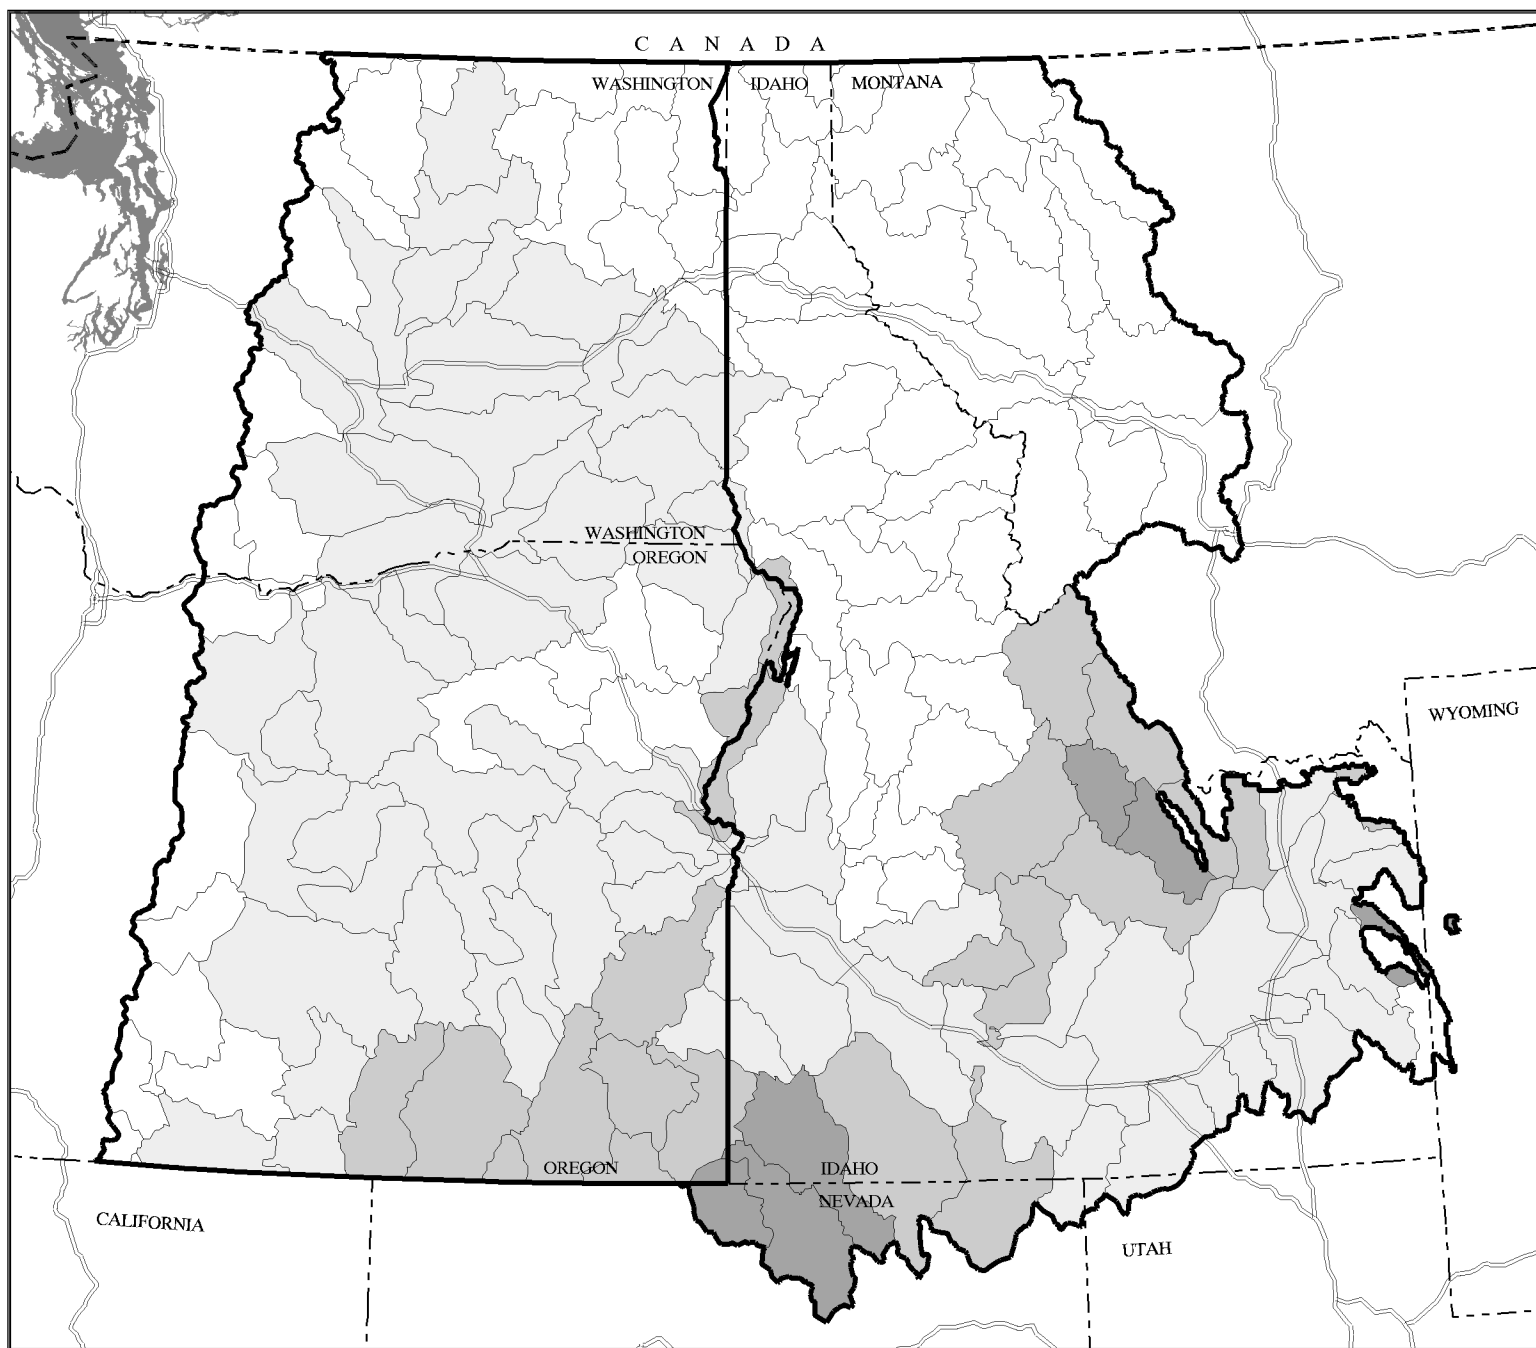 C A N A D A
WASHINGTON
IDAHO
MONTANA
WASHINGTON
OREGON
WYOMING
OREGON
IDAHO
NEVADA
CALIFORNIA
UTAH